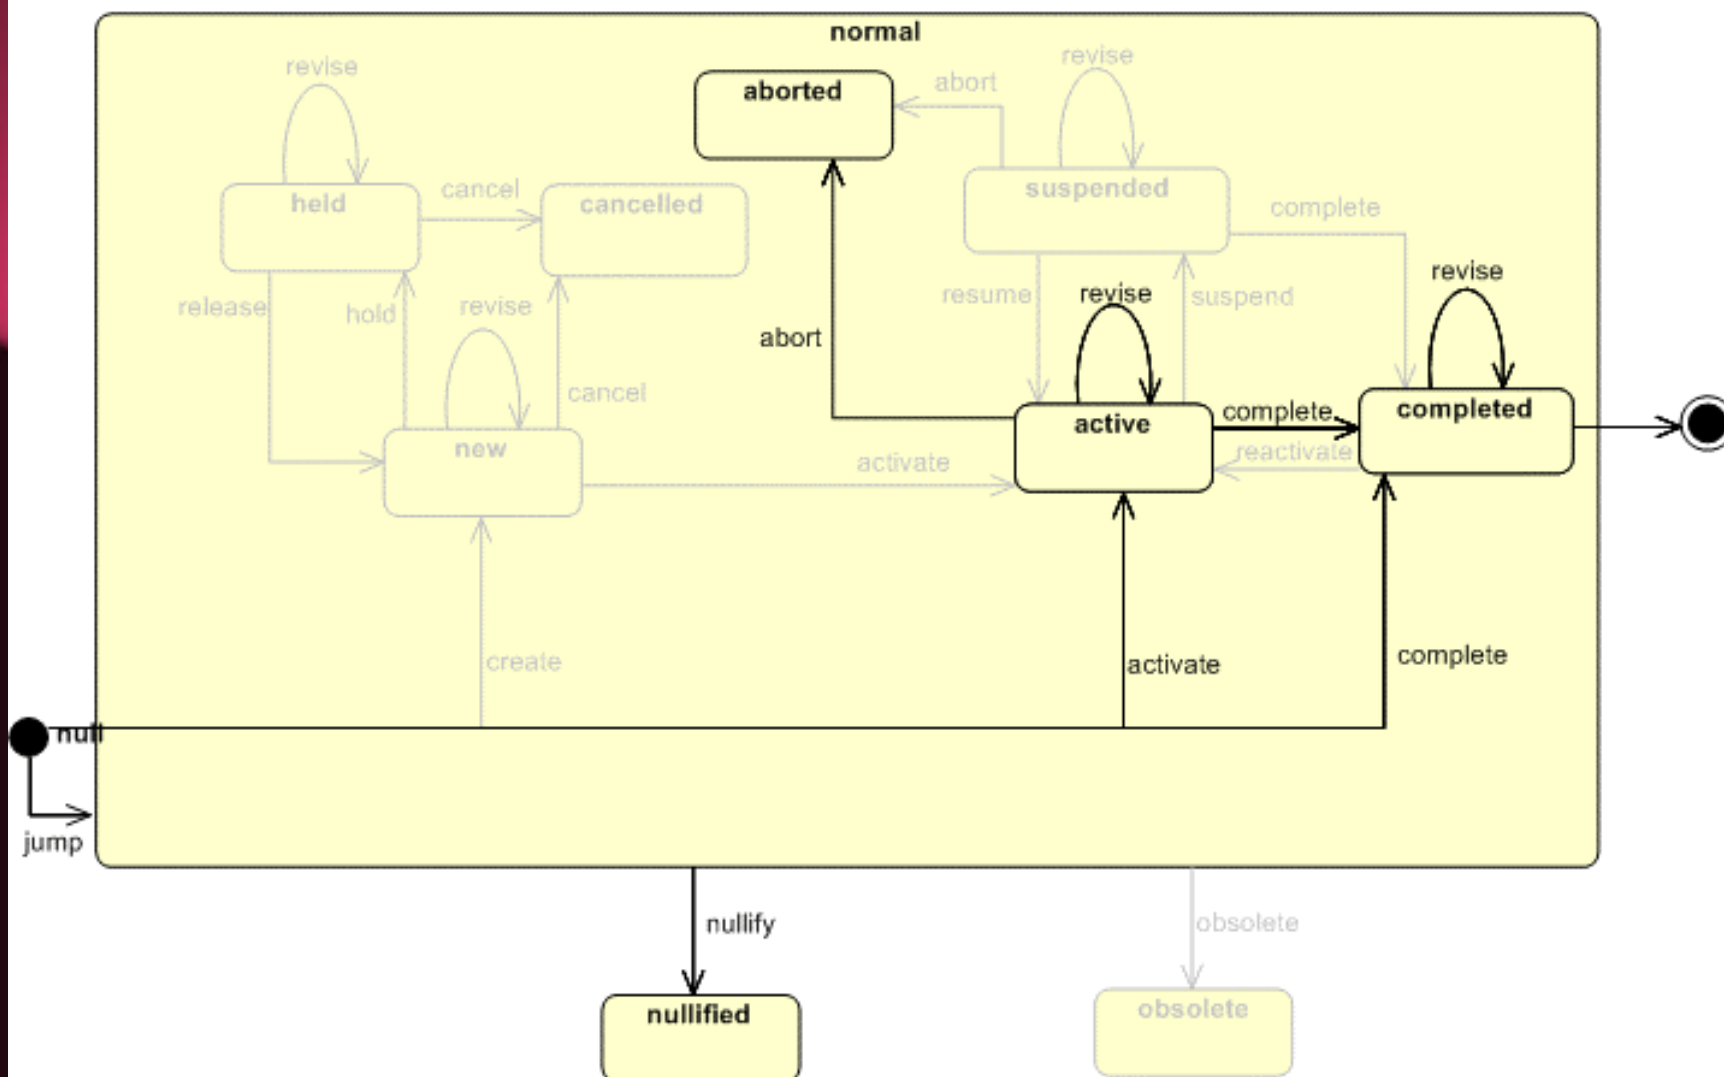 normal
revise
revise
aborted
abort
held
cancel
cancelled
suspended
complete
revise
release
hold
revise
resume
revise
suspend
abort
cancel
new
activate
active
complete
reactivate
completed
create
activate
complete
null
jump
nullify
obsolete
nullified
obsolete